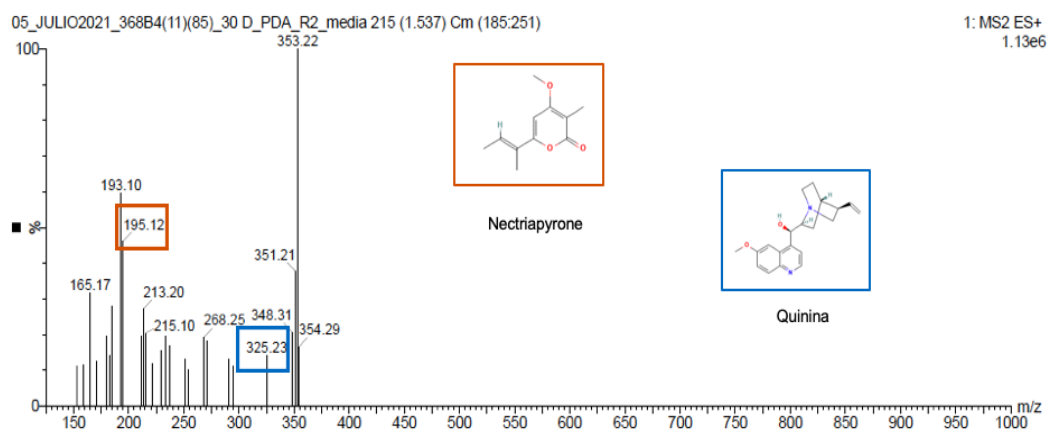 05_JULIO2021_368B4(11)(85)_30 D_PDA_R2_media 215 (1.537) Cm (185:251)
1: MS2 ES+
1.13e6
353.22
100
193.10
195.12
%
351.21
165.17
213.20
215.10
268.25
348.31
354.29
325.23
0
Nectriapyrone
Quinina
O
O
O
H
H
H
O
N
H
O
N
150 200 250 300 350 400 450 500 550 600 650 700 750 800 850 900 950 1000
m/z